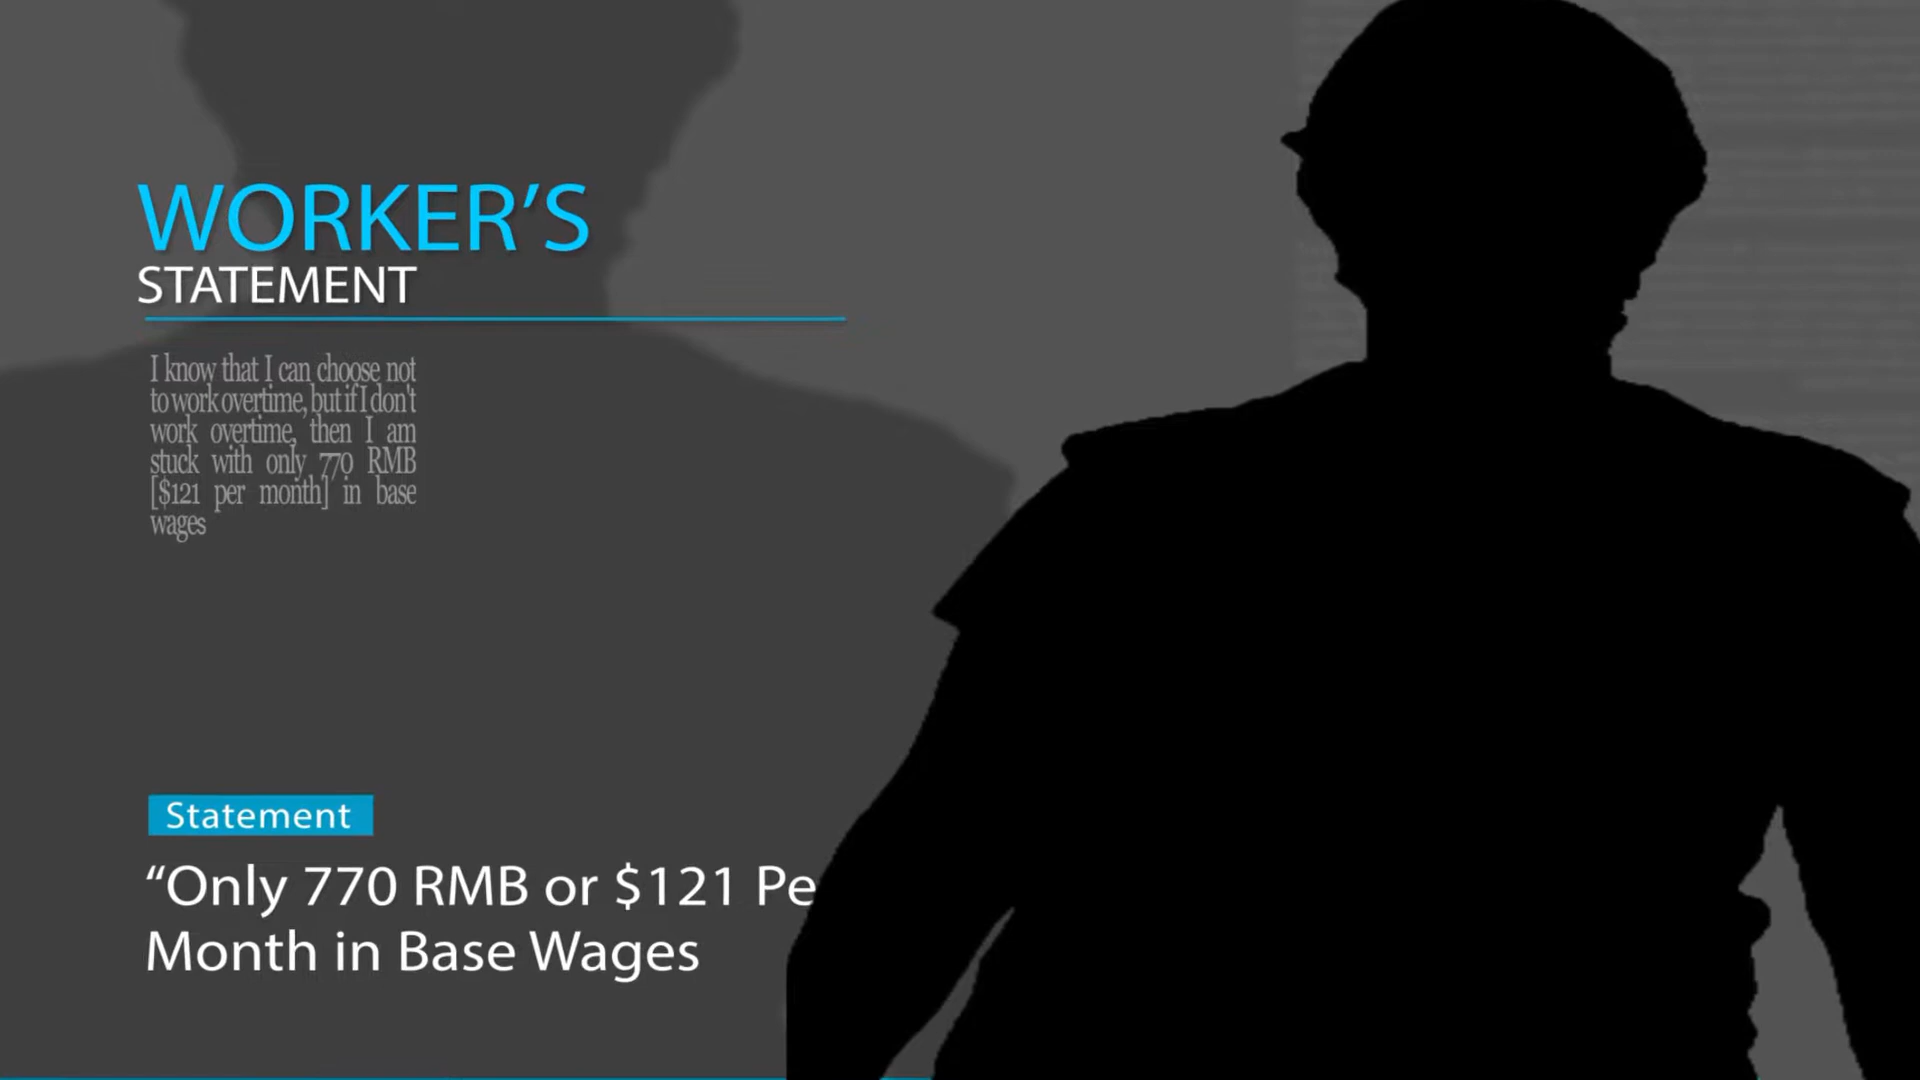 WORKER’S
STATEMENT
I know that I can choose not
to work overtime, but if I don't
work overtime, then I am
stuck with only 770 RMB
[$121 per month] in base
wages
Statement
“Only 770 RMB or $121 Pe
Month in Base Wages